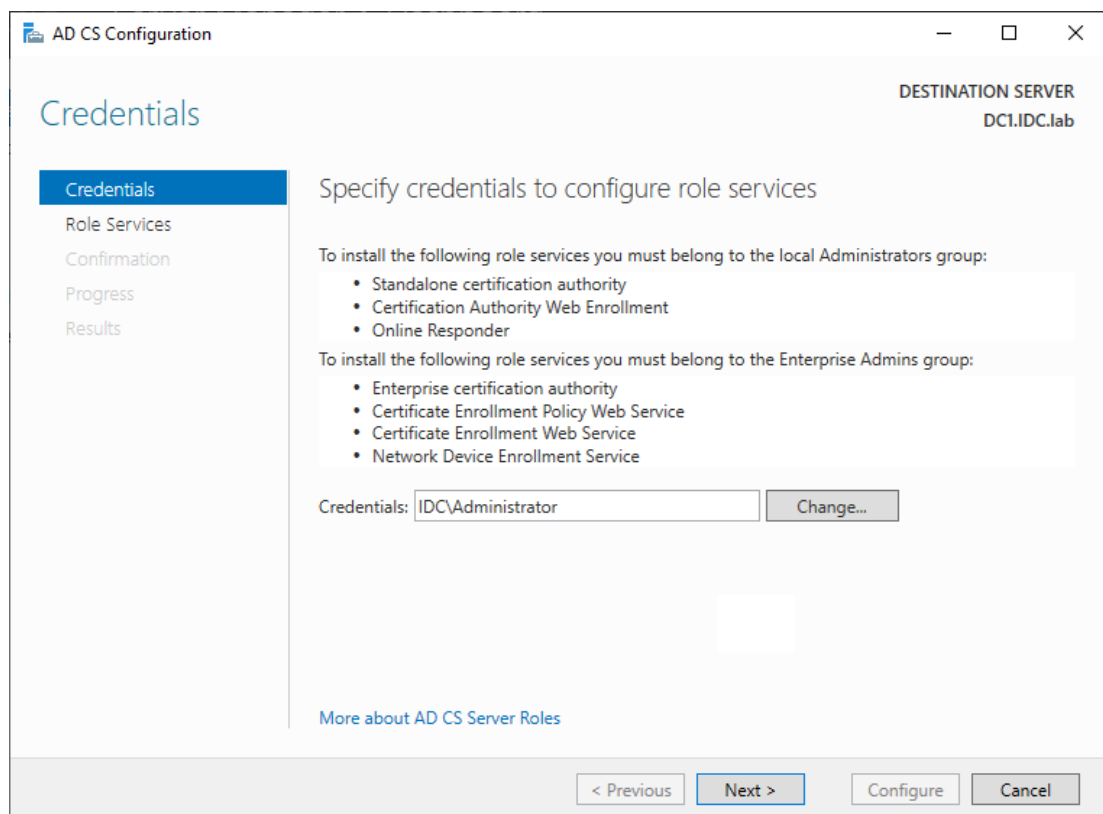 AD CS Configuration
Credentials
DESTINATION SERVER
DC1.IDC.lab
Credentials
Role Services
Confirmation
Progress
Results
Specify credentials to configure role services
To install the following role services you must belong to the local Administrators group:
• Standalone certification authority
• Certification Authority Web Enrollment
• Online Responder
To install the following role services you must belong to the Enterprise Admins group:
• Enterprise certification authority
• Certificate Enrollment Policy Web Service
• Certificate Enrollment Web Service
• Network Device Enrollment Service
Credentials: IDC\Administrator Change...
More about AD CS Server Roles
< Previous Next > Configure Cancel